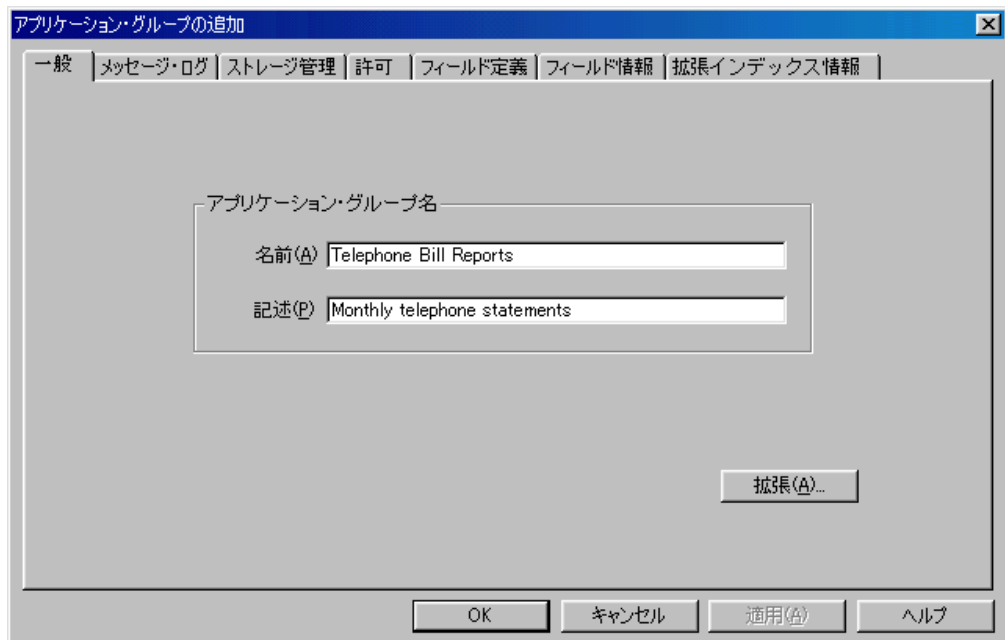 アプリケーション・グループの追加
一般 メッセージ・ログ ストレージ管理 許可 フィールド定義 フィールド情報 拡張インデックス情報
アプリケーション・グループ名
名前(A) Telephone Bill Reports
記述(P) Monthly telephone statements
拡張(A)...
OK キャンセル 適用(A) ヘルプ